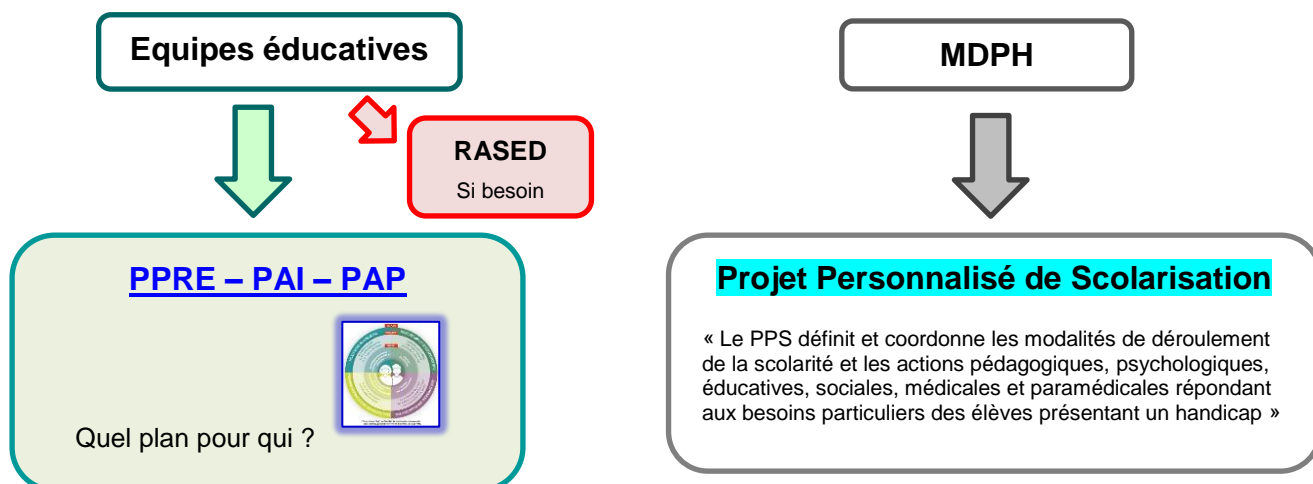 Equipes éducatives
MDPH
RASED
Si besoin
PPRE – PAI – PAP
Quel plan pour qui ?
Projet Personnalisé de Scolarisation
« Le PPS définit et coordonne les modalités de déroulement
de la scolarité et les actions pédagogiques, psychologiques,
éducatives, sociales, médicales et paramédicales répondant
aux besoins particuliers des élèves présentant un handicap »